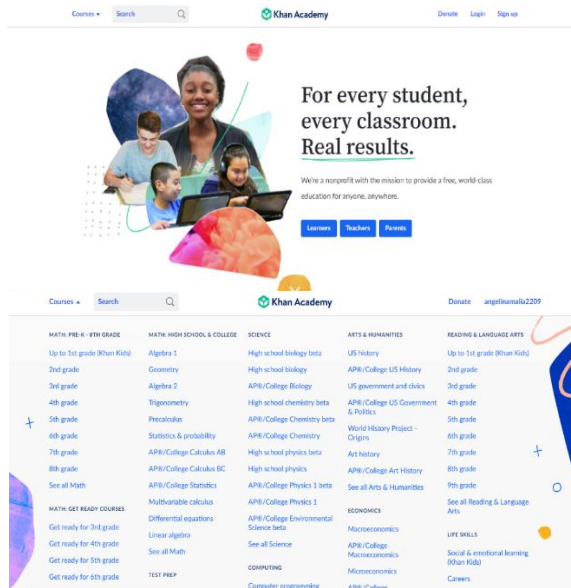 Courses Search Khan Academy Donate Login Sign up
For every student,
every classroom.
Real results.
We're a nonprofit with the mission to provide a free, world-class
education for anyone, anywhere.
Learners Teachers Parents
Courses Search Khan Academy Donate angelinamalia2209
MATH: PRE-K - 8TH GRADE
Up to 1st grade (Khan Kids)
2nd grade
3rd grade
4th grade
5th grade
6th grade
7th grade
8th grade
See all Math
MATH: GET READY COURSES
Get ready for 3rd grade
Get ready for 4th grade
Get ready for 5th grade
Get ready for 6th grade
MATH: HIGH SCHOOL & COLLEGE
Algebra 1
Geometry
Algebra 2
Trigonometry
Precalculus
Statistics & probability
AP®/College Calculus AB
AP®/College Calculus BC
AP®/College Statistics
Multivariable calculus
Differential equations
Linear algebra
See all Math
TEST PREP
SCIENCE
High school biology beta
High school biology
AP®/College Biology
High school chemistry beta
AP®/College Chemistry beta
AP®/College Chemistry
High school physics beta
High school physics
AP®/College Physics 1 beta
AP®/College Physics 1
AP®/College Environmental
Science beta
See all Science
COMPUTING
Computer programming
ARTS & HUMANITIES
US history
AP®/College US History
US government and civics
AP®/College US Government
& Politics
World History Project -
Origins
Art history
AP®/College Art History
See all Arts & Humanities
ECONOMICS
Macroeconomics
AP®/College
Macroeconomics
Microeconomics
AP®/College
READING & LANGUAGE ARTS
Up to 1st grade (Khan Kids)
2nd grade
3rd grade
4th grade
5th grade
6th grade
7th grade
8th grade
9th grade
See all Reading & Language
Arts
LIFE SKILLS
Social & emotional learning
(Khan Kids)
Careers